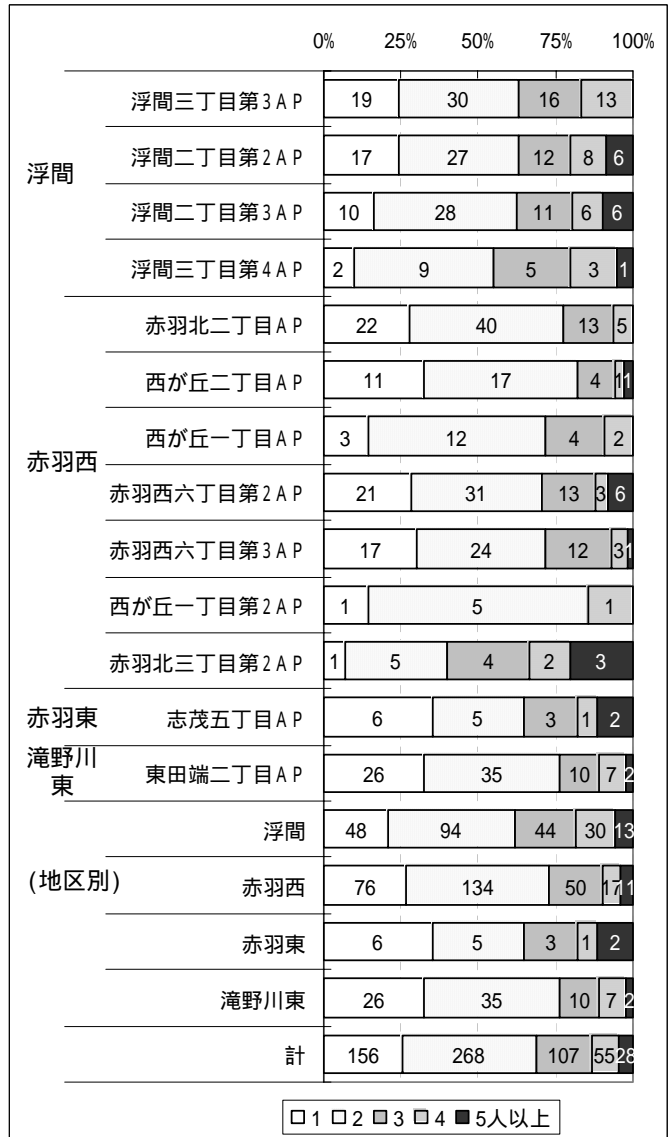 0% 25% 50% 75% 100%
浮間
浮間三丁目第3AP 19 30 16 13
浮間二丁目第2AP 17 27 12 8 6
浮間二丁目第3AP 10 28 11 6 6
浮間三丁目第4AP 2 9 5 3 1
赤羽西
赤羽北二丁目AP 22 40 13 5
西が丘二丁目AP 11 17 4 1 1
西が丘一丁目AP 3 12 4 2
赤羽西六丁目第2AP 21 31 13 3 6
赤羽西六丁目第3AP 17 24 12 3 1
西が丘一丁目第2AP 1 5 1
赤羽北三丁目第2AP 1 5 4 2 3
赤羽東 志茂五丁目AP 6 5 3 1 2
滝野川
東
東田端二丁目AP 26 35 10 7 2
(地区別)
浮間 48 94 44 30 13
赤羽西 76 134 50 17 11
赤羽東 6 5 3 1 2
滝野川東 26 35 10 7 2
計 156 268 107 55 28
1 2 3 4 5人以上